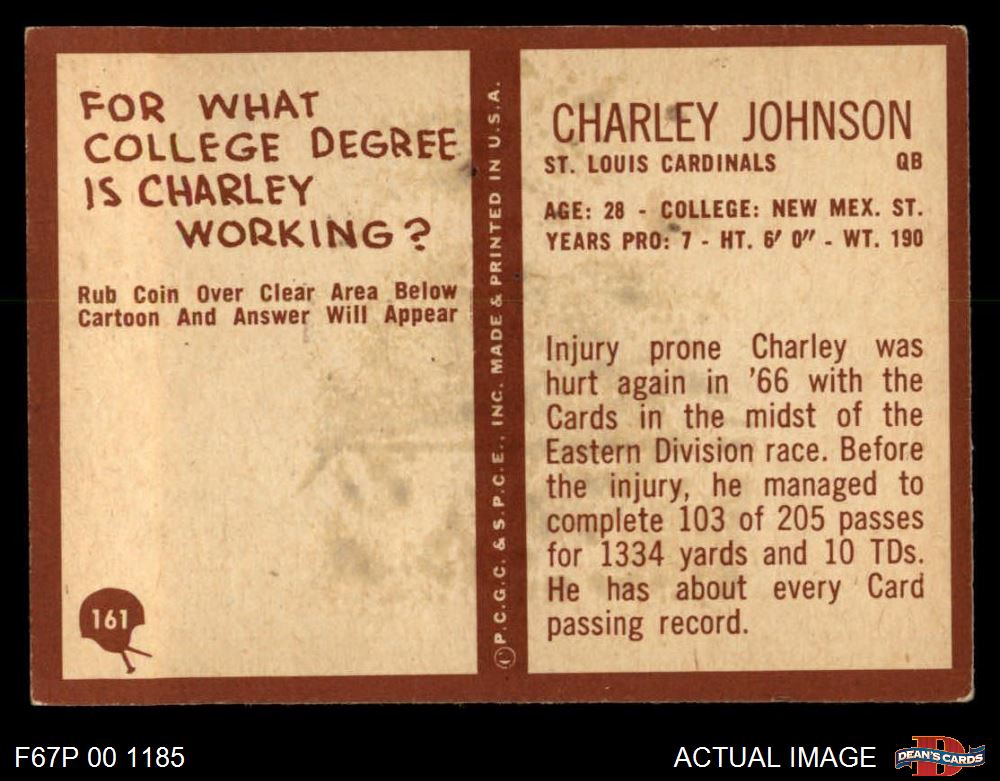 FOR WHAT
COLLEGE DEGREE
IS CHARLEY
WORKING?
Rub Coin Over Clear Area Below
Cartoon And Answer Will Appear
161
© P.C.G.C. & S.P.C.E., INC. MADE & PRINTED IN U.S.A.
CHARLEY JOHNSON
ST. LOUIS CARDINALS QB
AGE: 28 - COLLEGE: NEW MEX. ST.
YEARS PRO: 7 - HT. 6' 0" - WT. 190
Injury prone Charley was
hurt again in '66 with the
Cards in the midst of the
Eastern Division race. Before
the injury, he managed to
complete 103 of 205 passes
for 1334 yards and 10 TDs.
He has about every Card
passing record.
F67P 00 1185
ACTUAL IMAGE
DEAN'S CARDS